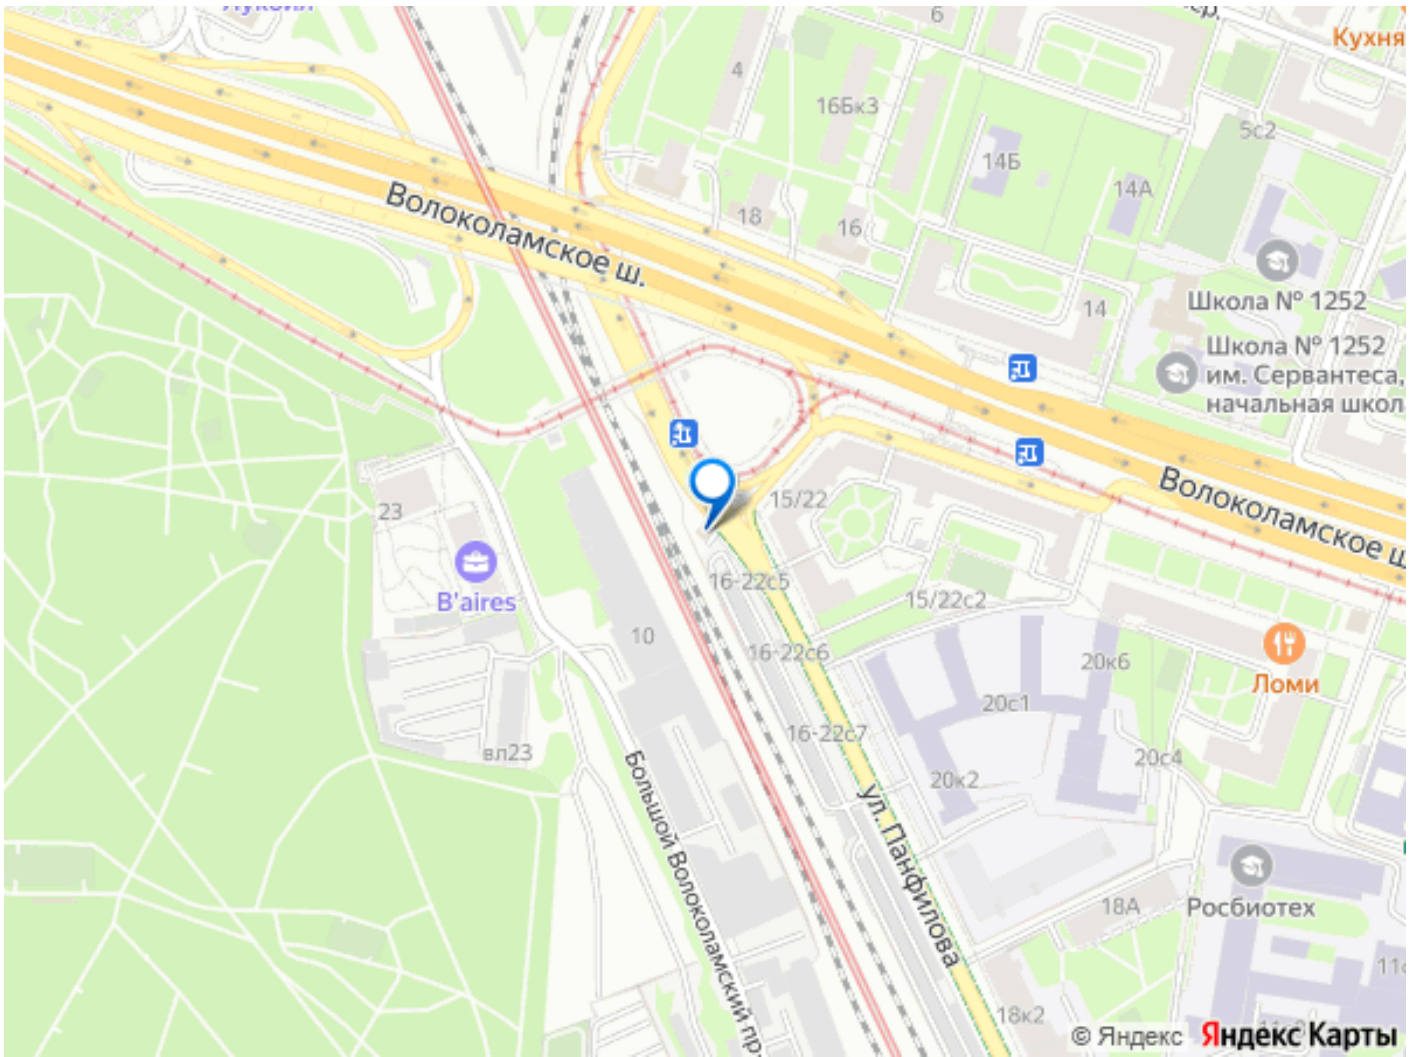 Лукойл
6
Кухня
4
16Бк3
5с2
14Б
14А
Волоколамское ш.
18
16
Школа № 1252
14
Школа № 1252
им. Сервантеса,
начальная школ
Волоколамское ш
15/22
23
B'aires
16-22с5
15/22с2
10
16-22с6
20к6
Ломи
20с1
16-22с7
вл23
20с4
20к2
Большой Волоколамский пр-
ул. Панфилова
18А
Росбиотех
18к2
© Яндекс Яндекс Карты